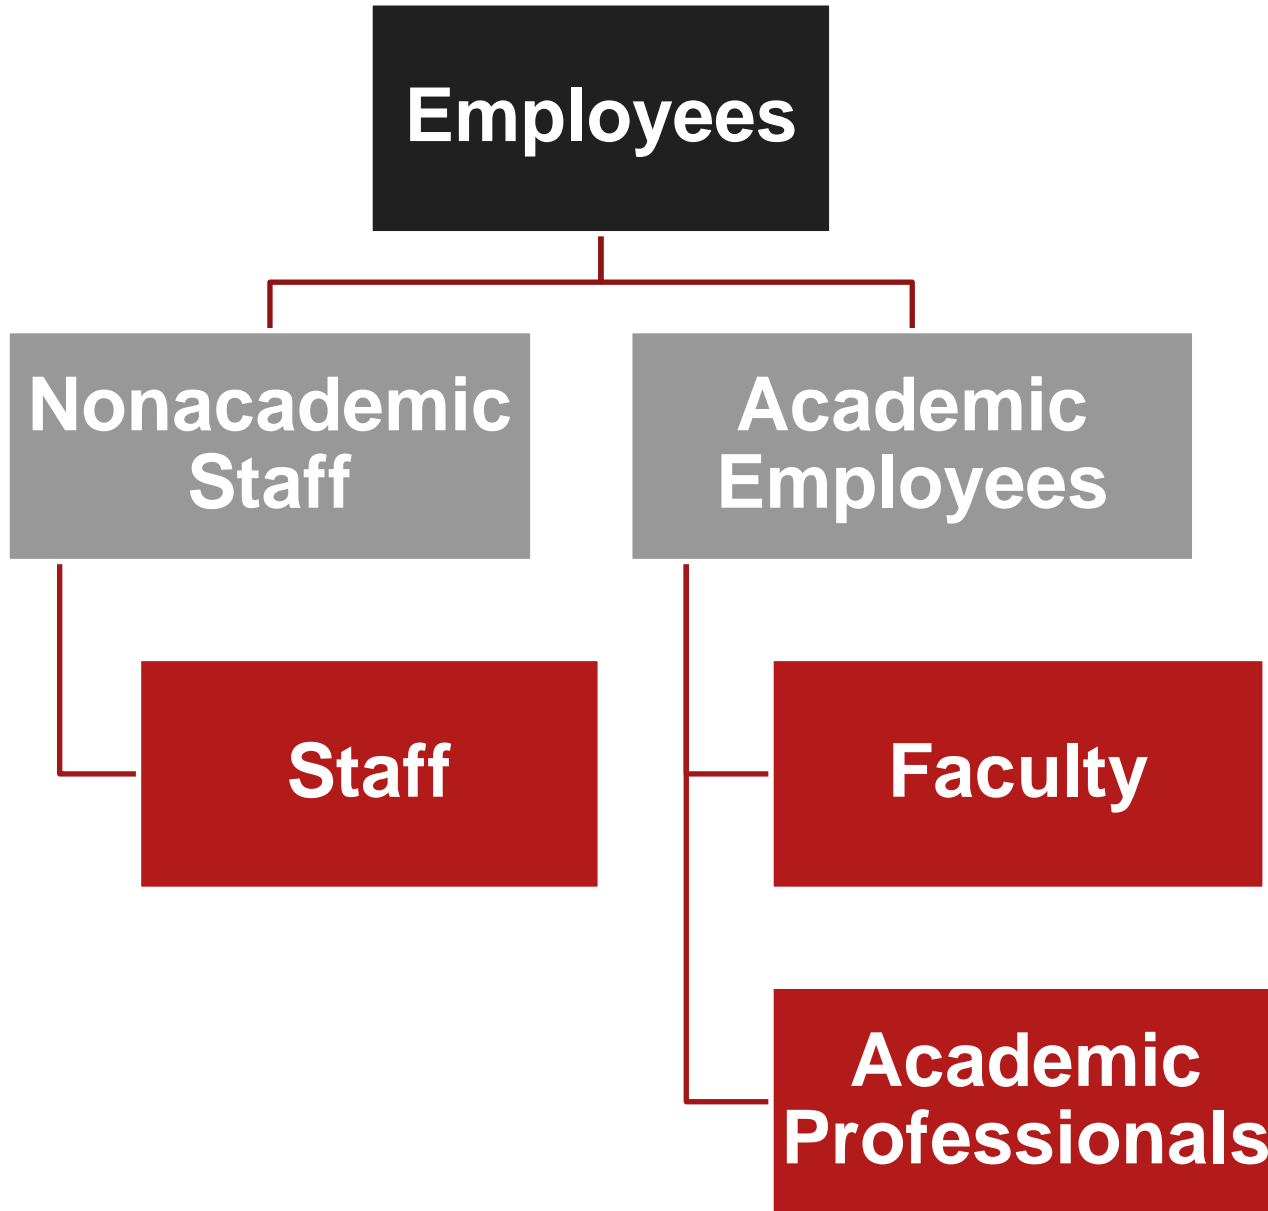 Employees
Nonacademic
Staff
Academic
Employees
Staff
Faculty
Academic
Professionals